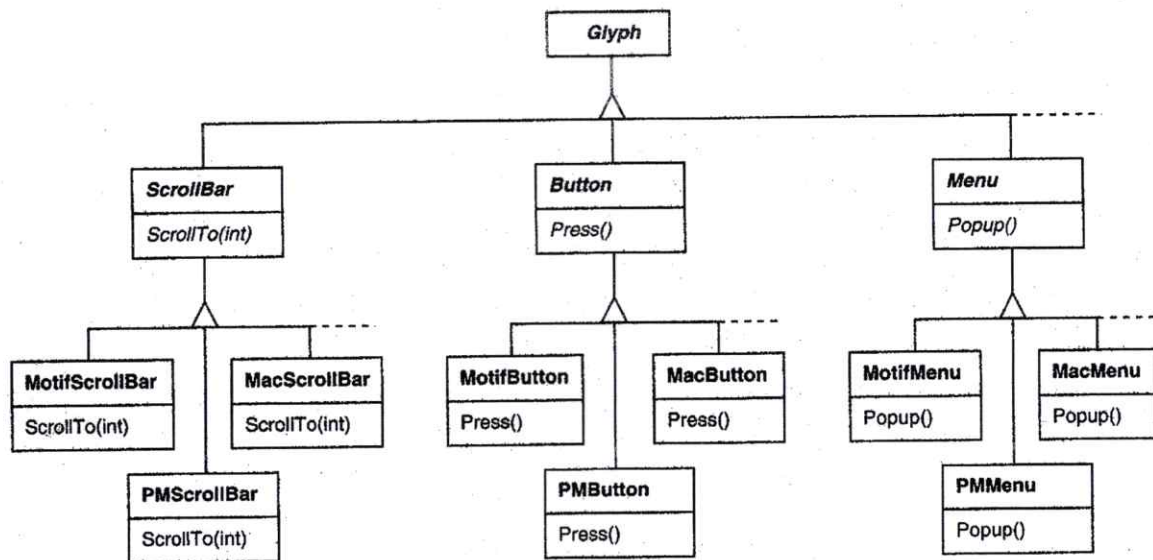 Glyph
ScrollBar
ScrollTo(int)
Button
Press()
Menu
Popup()
MotifScrollBar
ScrollTo(int)
MacScrollBar
ScrollTo(int)
PMScrollBar
ScrollTo(int)
MotifButton
Press()
MacButton
Press()
PMButton
Press()
MotifMenu
Popup()
MacMenu
Popup()
PMMenu
Popup()